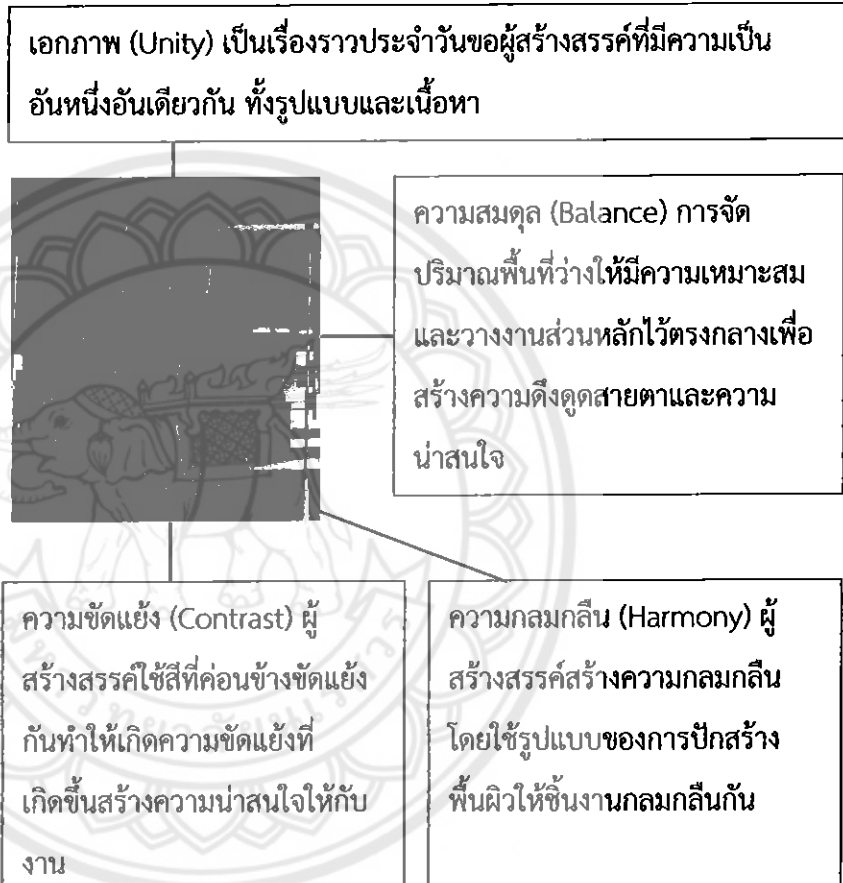 เอกภาพ (Unity) เป็นเรื่องราวประจำวันขอผู้สร้างสรรค์ที่มีความเป็น
อันหนึ่งอันเดียวกัน ทั้งรูปแบบและเนื้อหา
ความสมดุล (Balance) การจัด
ปริมาณพื้นที่ว่างให้มีความเหมาะสม
และวางงานส่วนหลักไว้ตรงกลางเพื่อ
สร้างความดึงดูดสายตาและความ
น่าสนใจ
ความขัดแย้ง (Contrast) ผู้
สร้างสรรค์ใช้สีที่ค่อนข้างขัดแย้ง
กันทำให้เกิดความขัดแย้งที่
เกิดขึ้นสร้างความน่าสนใจให้กับ
งาน
ความกลมกลืน (Harmony) ผู้
สร้างสรรค์สร้างความกลมกลืน
โดยใช้รูปแบบของการปักสร้าง
พื้นผิวให้ชิ้นงานกลมกลืนกัน